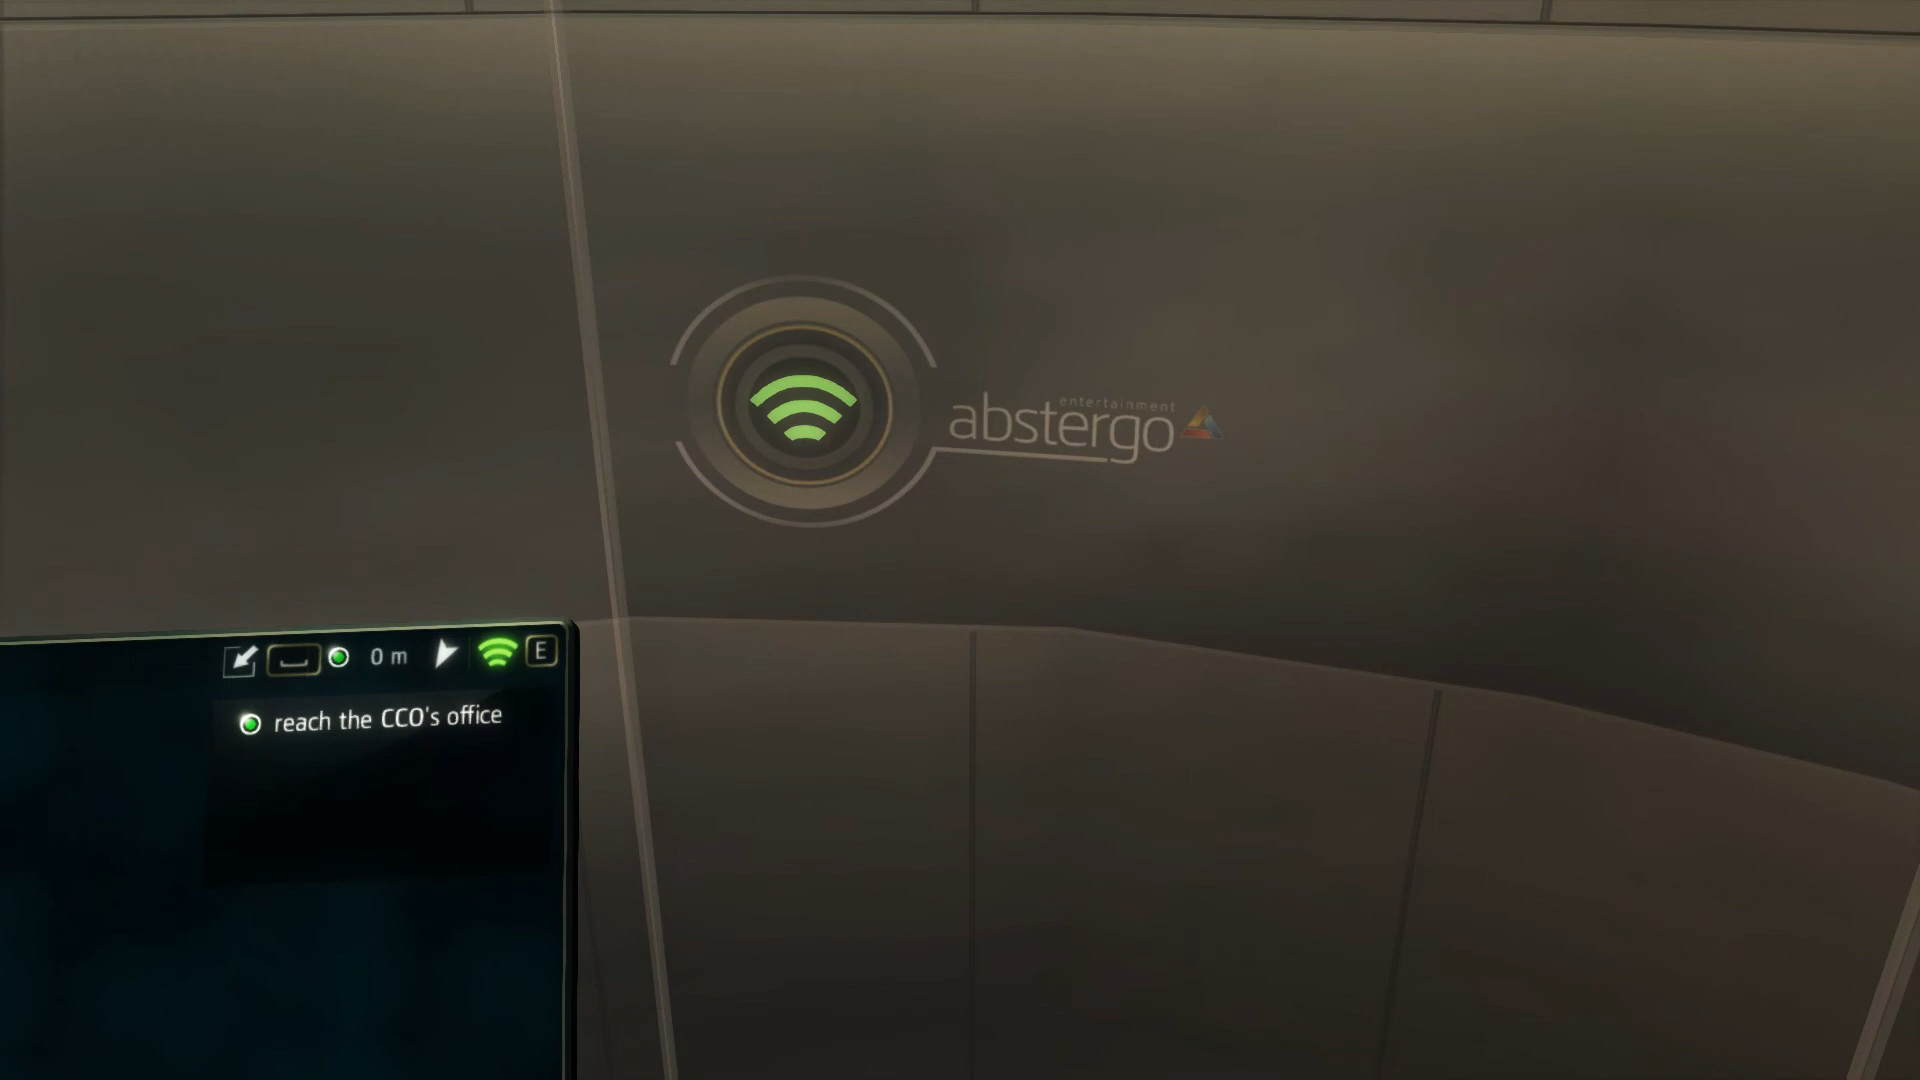 entertainment
abstergo
0 m
E
reach the CCO's office